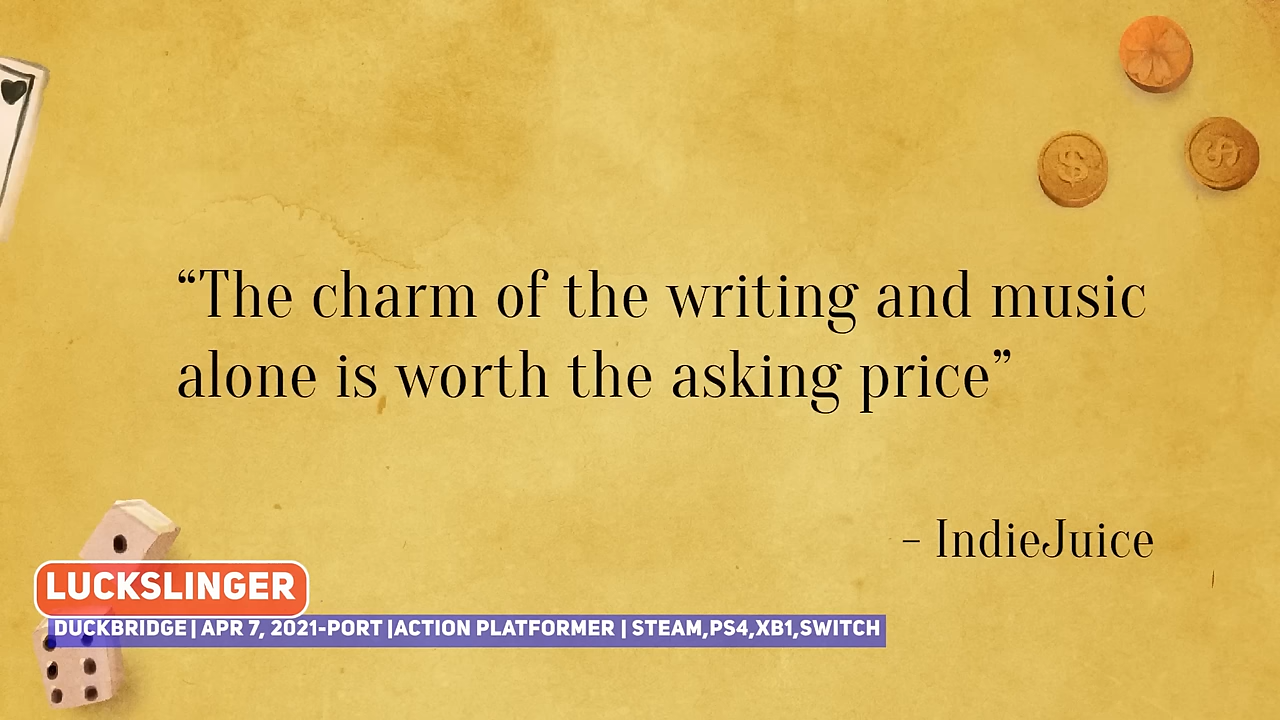 “The charm of the writing and music
alone is worth the asking price”
– IndieJuice
LUCKSLINGER
DUCKBRIDGE | APR 7, 2021-PORT |ACTION PLATFORMER | STEAM,PS4,XB1,SWITCH